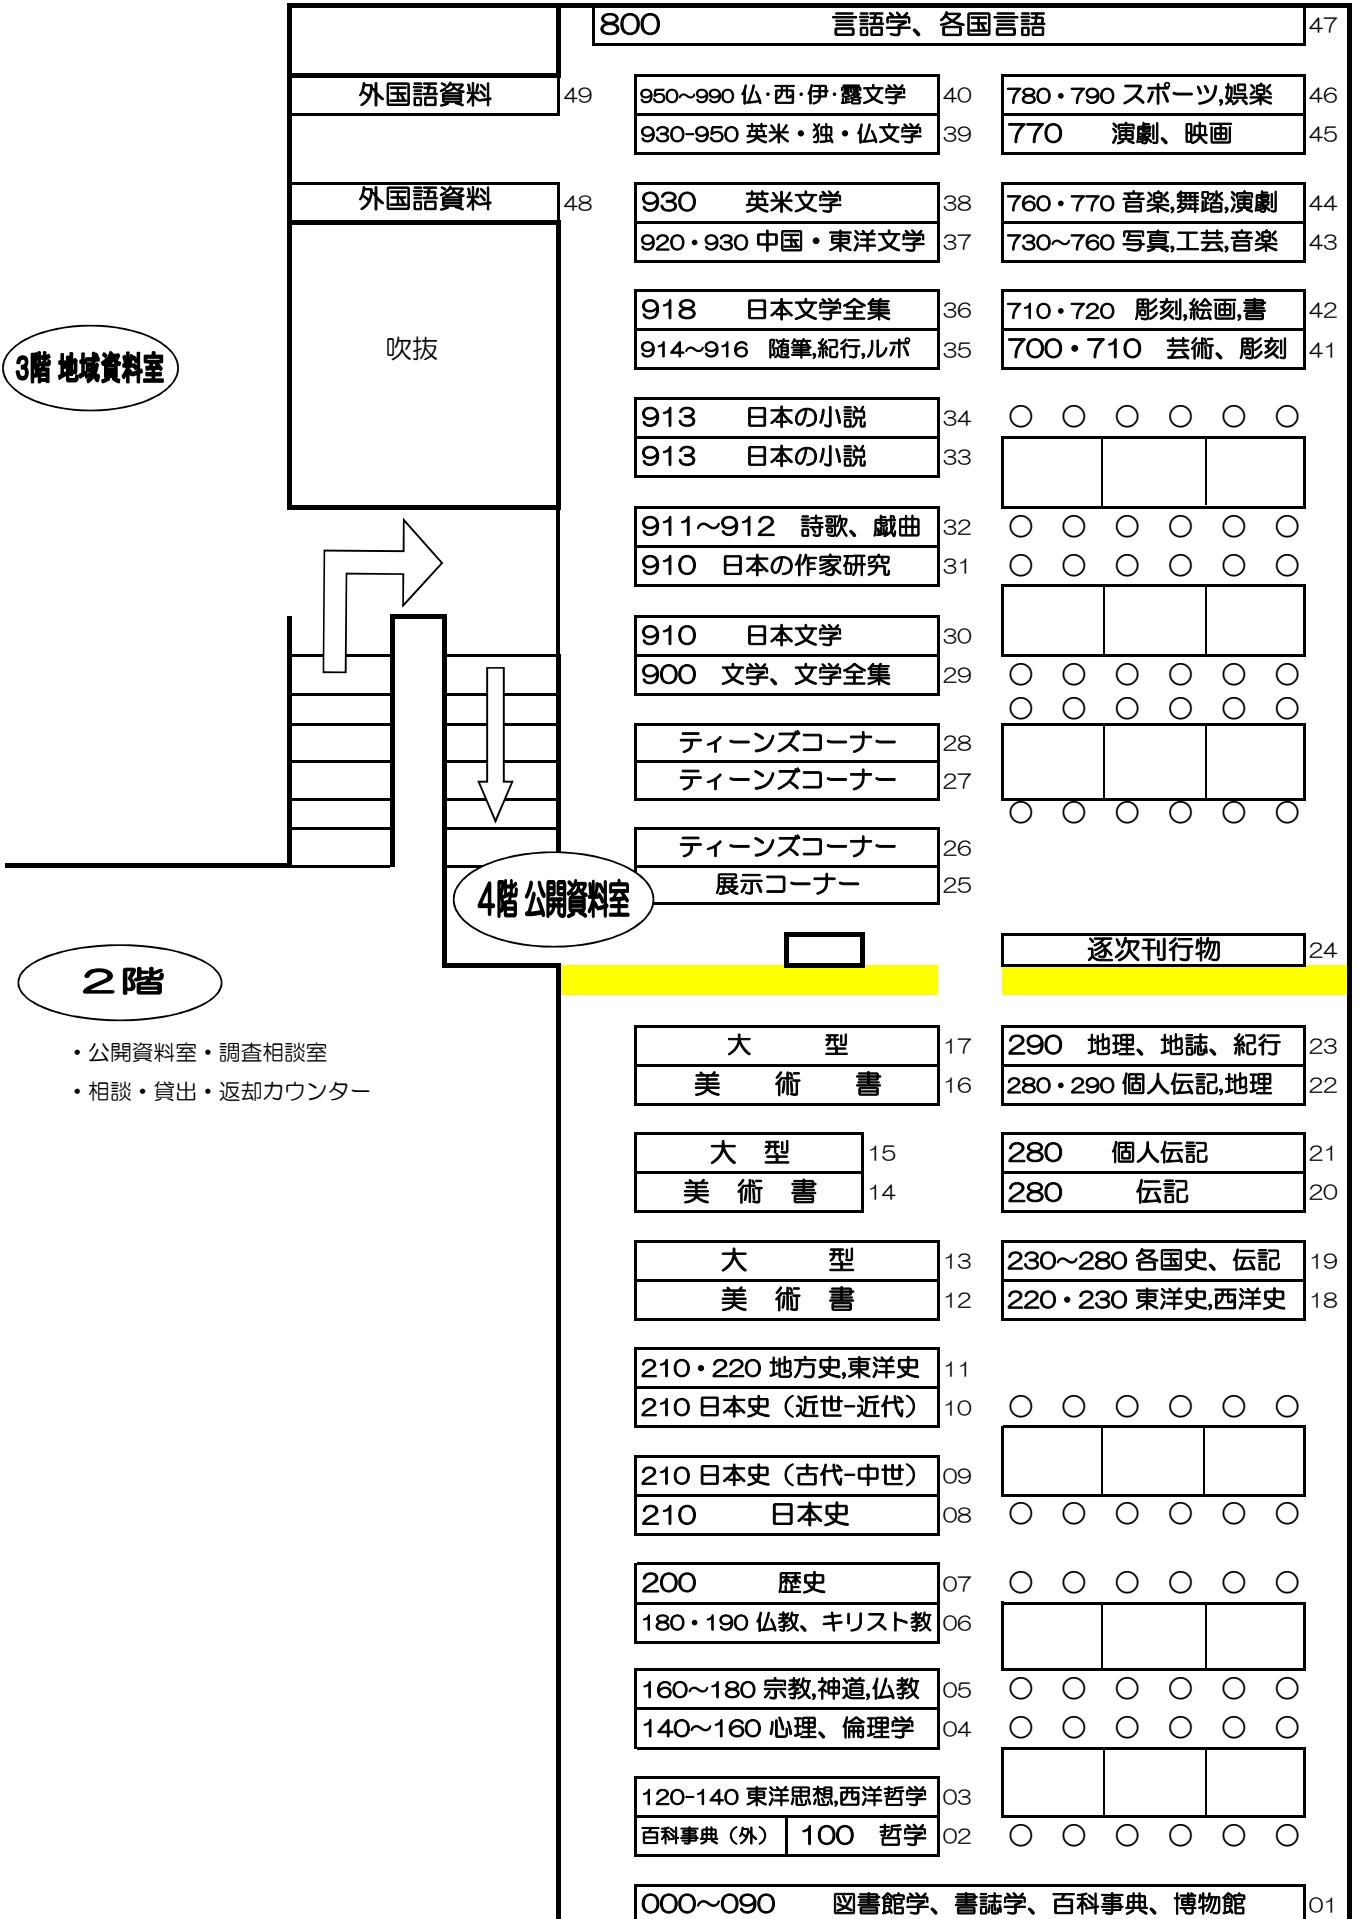 800 言語学、各国言語 47
外国語資料 49
950～990 仏・西・伊・露文学 40
780・790 スポーツ,娯楽 46
930-950 英米・独・仏文学 39
770 演劇、映画 45
外国語資料 48
930 英米文学 38
760・770 音楽,舞踏,演劇 44
920・930 中国・東洋文学 37
730～760 写真,工芸,音楽 43
918 日本文学全集 36
710・720 彫刻,絵画,書 42
914～916 随筆,紀行,ルポ 35
700・710 芸術、彫刻 41
吹抜
3階 地域資料室
913 日本の小説 34
913 日本の小説 33
911～912 詩歌、戯曲 32
910 日本の作家研究 31
910 日本文学 30
900 文学、文学全集 29
ティーンズコーナー 28
ティーンズコーナー 27
ティーンズコーナー 26
展示コーナー 25
4階 公開資料室
逐次刊行物 24
2階
・公開資料室・調査相談室
・相談・貸出・返却カウンター
大型 17
290 地理、地誌、紀行 23
美術書 16
280・290 個人伝記,地理 22
大型 15
280 個人伝記 21
美術書 14
280 伝記 20
大型 13
230～280 各国史、伝記 19
美術書 12
220・230 東洋史,西洋史 18
210・220 地方史,東洋史 11
210 日本史（近世-近代） 10
210 日本史（古代-中世） 09
210 日本史 08
200 歴史 07
180・190 仏教、キリスト教 06
160～180 宗教,神道,仏教 05
140～160 心理、倫理学 04
120-140 東洋思想,西洋哲学 03
百科事典（外） 100 哲学 02
000～090 図書館学、書誌学、百科事典、博物館 01